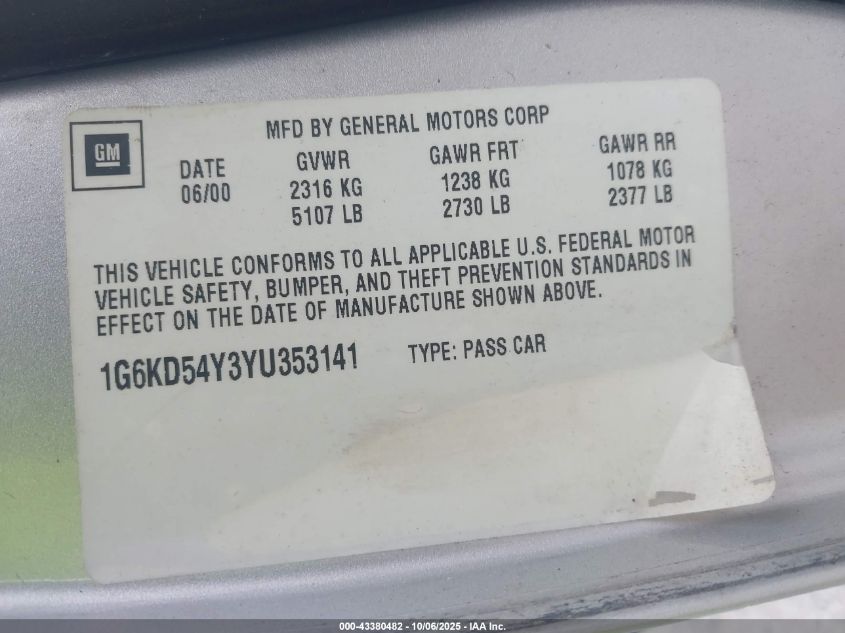 MFD BY GENERAL MOTORS CORP
GM
DATE GVWR GAWR FRT GAWR RR
06/00 2316 KG 1238 KG 1078 KG
5107 LB 2730 LB 2377 LB
THIS VEHICLE CONFORMS TO ALL APPLICABLE U.S. FEDERAL MOTOR
VEHICLE SAFETY, BUMPER, AND THEFT PREVENTION STANDARDS IN
EFFECT ON THE DATE OF MANUFACTURE SHOWN ABOVE.
1G6KD54Y3YU353141 TYPE: PASS CAR
000-43380482 - 10/06/2025 - IAA Inc.